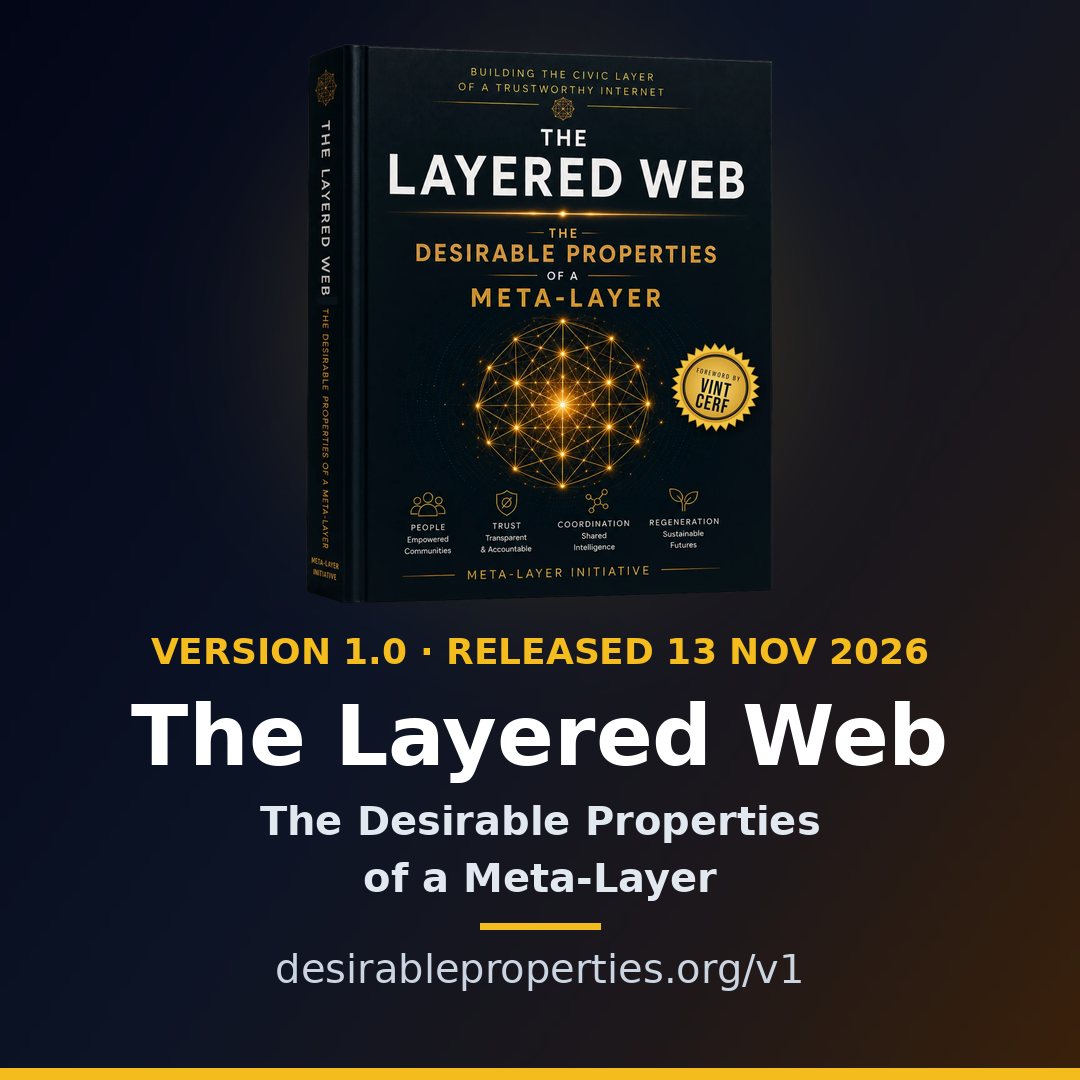 BUILDING THE CIVIC LAYER
OF A TRUSTWORTHY INTERNET
THE
LAYERED WEB
THE
DESIRABLE PROPERTIES
OF A
META-LAYER
FOREWORD BY
VINT
CERF
PEOPLE
Empowered
Communities
TRUST
Transparent
& Accountable
COORDINATION
Shared
Intelligence
REGENERATION
Sustainable
Futures
META-LAYER INITIATIVE
THE LAYERED WEB
THE DESIRABLE PROPERTIES OF A META-LAYER
META-LAYER
INITIATIVE
VERSION 1.0 · RELEASED 13 NOV 2026
The Layered Web
The Desirable Properties
of a Meta-Layer
desirableproperties.org/v1